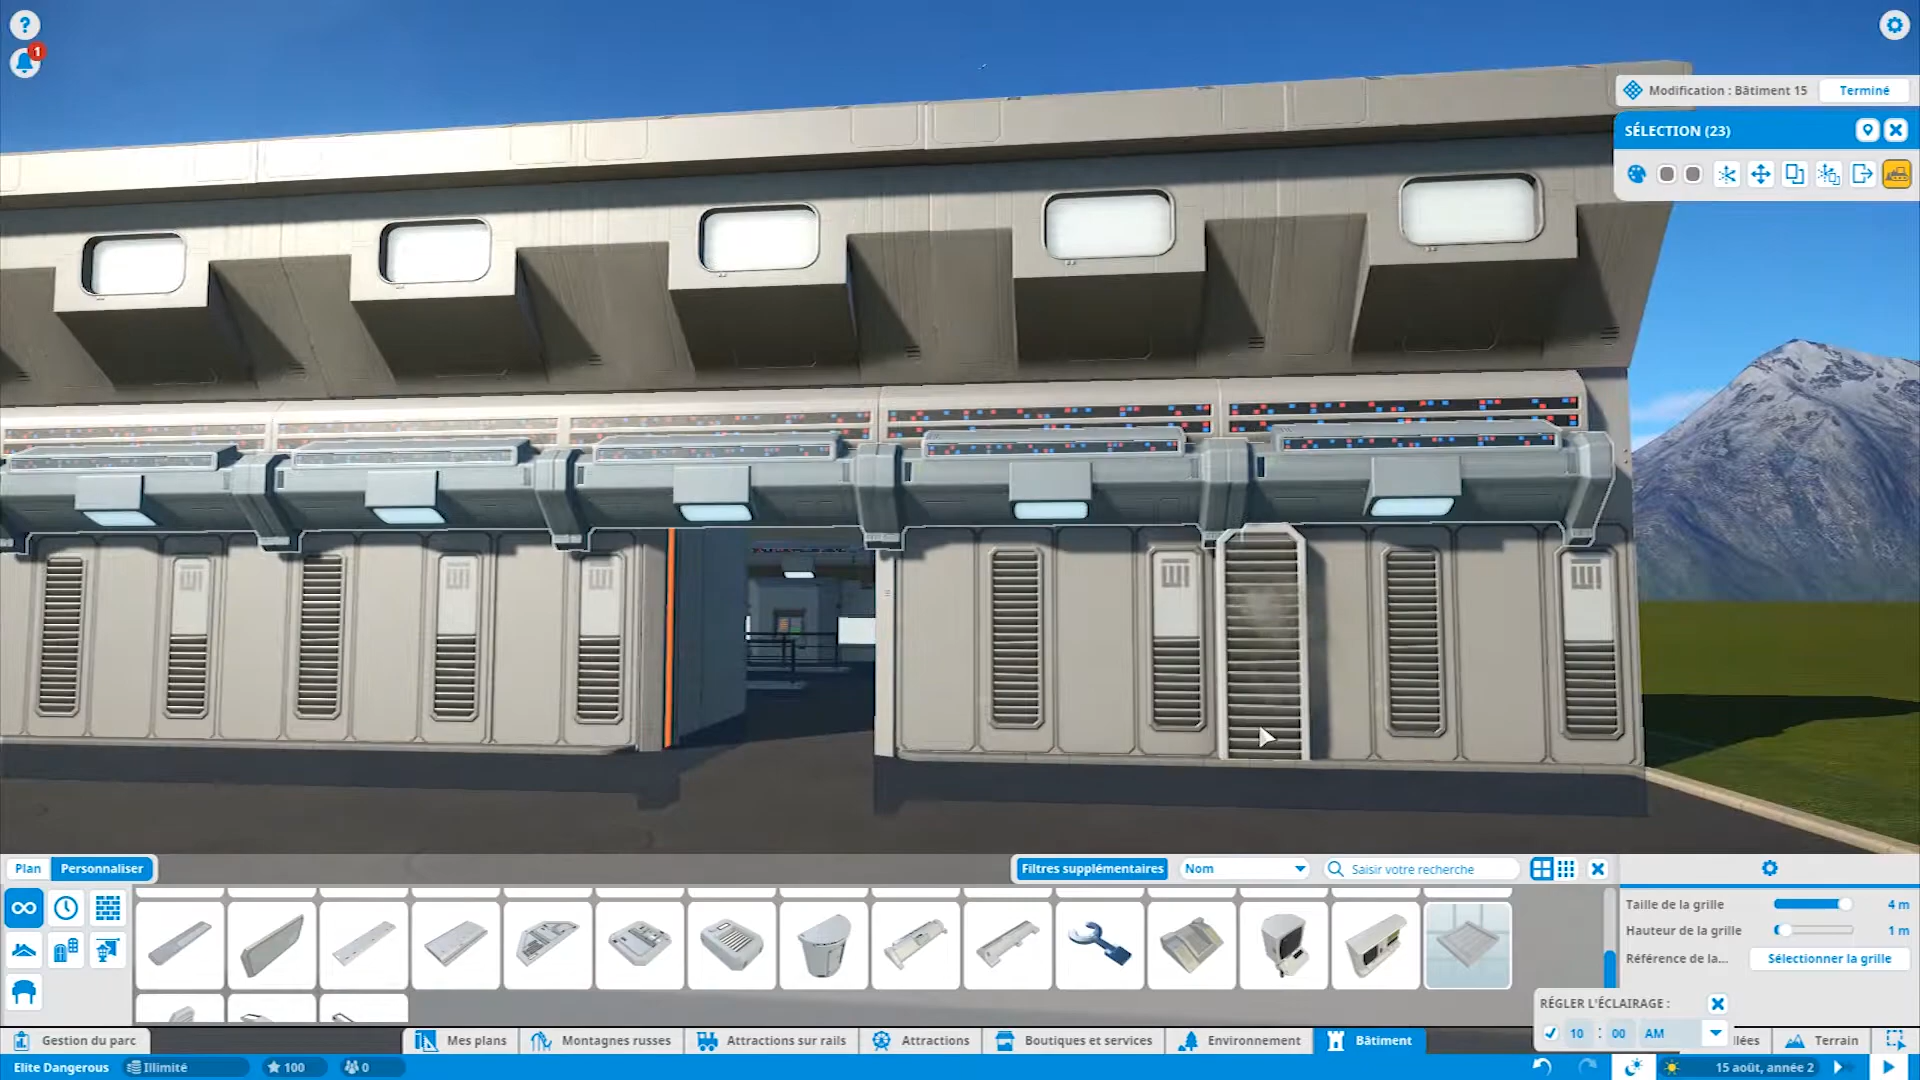 ?
1
Modification : Bâtiment 15
Terminé
SÉLECTION (23)
Plan
Personnaliser
Filtres supplémentaires
Nom
Saisir votre recherche
Taille de la grille
4 m
Hauteur de la grille
1 m
Référence de la...
Sélectionner la grille
RÉGLER L'ÉCLAIRAGE :
10 : 00 AM
Gestion du parc
Mes plans
Montagnes russes
Attractions sur rails
Attractions
Boutiques et services
Environnement
Bâtiment
llées
Terrain
Elite Dangerous
Illimité
100
0
15 août, année 2